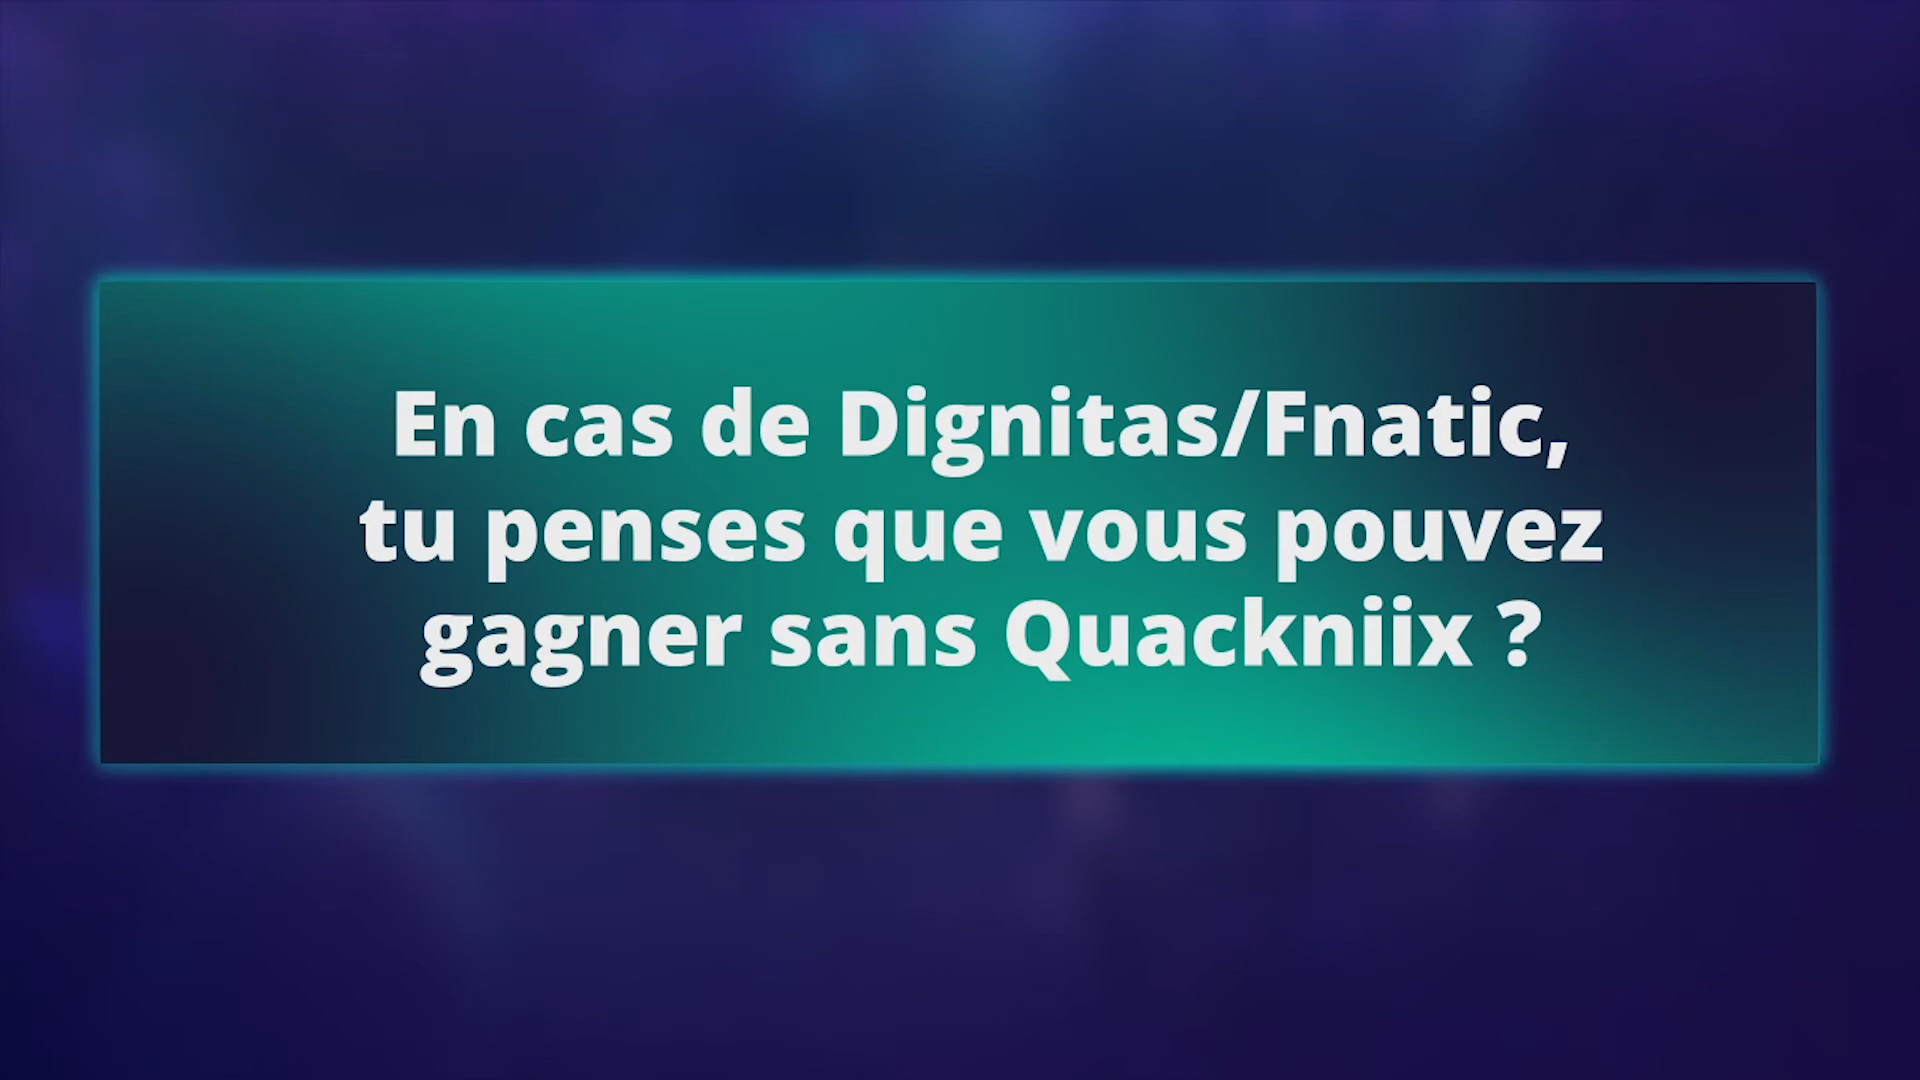 En cas de Dignitas/Fnatic,
tu penses que vous pouvez
gagner sans Quackniix ?